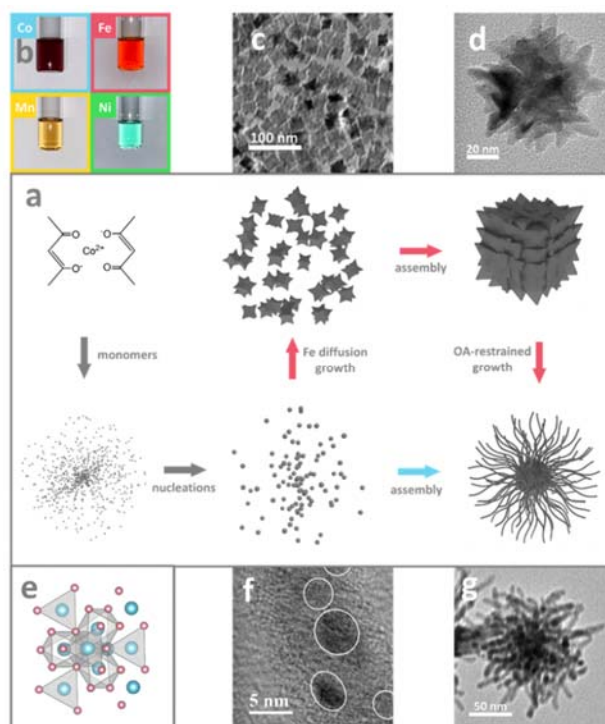 Co
Fe
b
Mn
Ni
c
100 nm
d
20 nm
a
O
-O
Co2+
O-
O
monomers
assembly
Fe diffusion
growth
OA-restrained
growth
nucleations
assembly
e
f
5 nm
g
50 nm